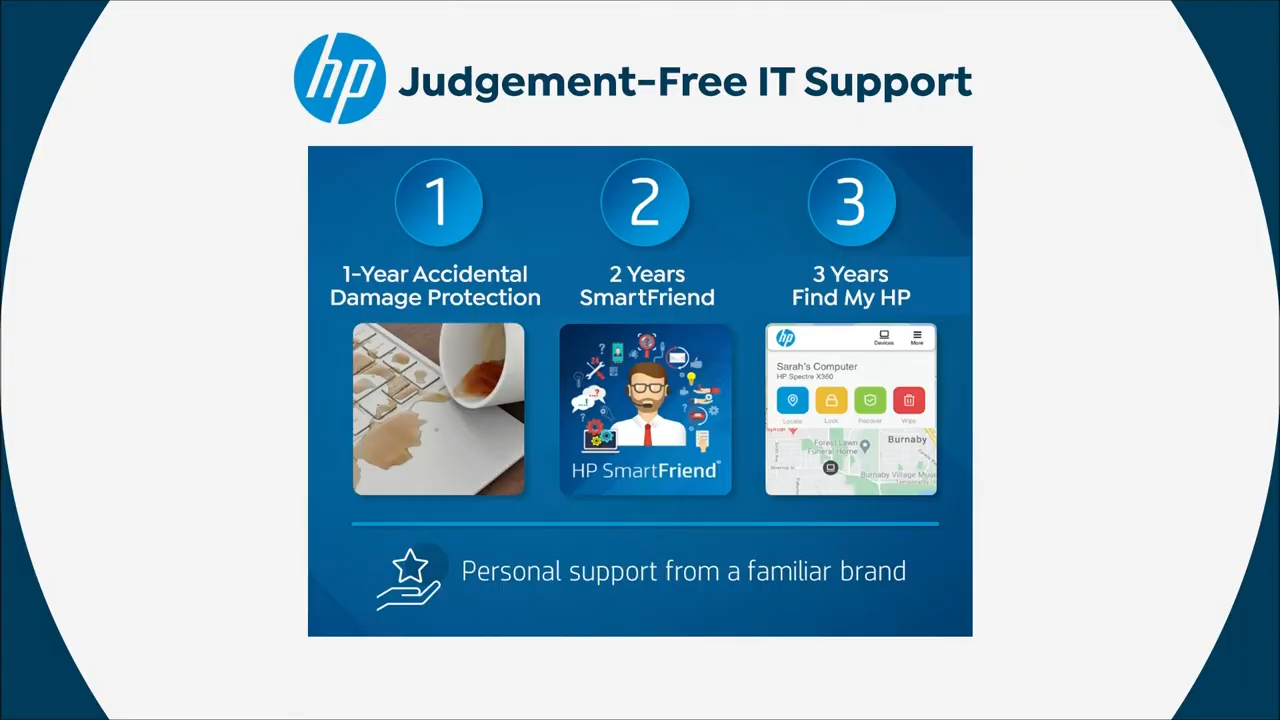 hp Judgement-Free IT Support
1
2
3
1-Year Accidental
Damage Protection
2 Years
SmartFriend
3 Years
Find My HP
HP SmartFriend
hp
Devices
More
Sarah's Computer
HP Spectre X360
Locate
Lock
Recover
Wipe
Forest Lawn
Funeral Home
Burnaby
Burnaby Village Muse
Personal support from a familiar brand